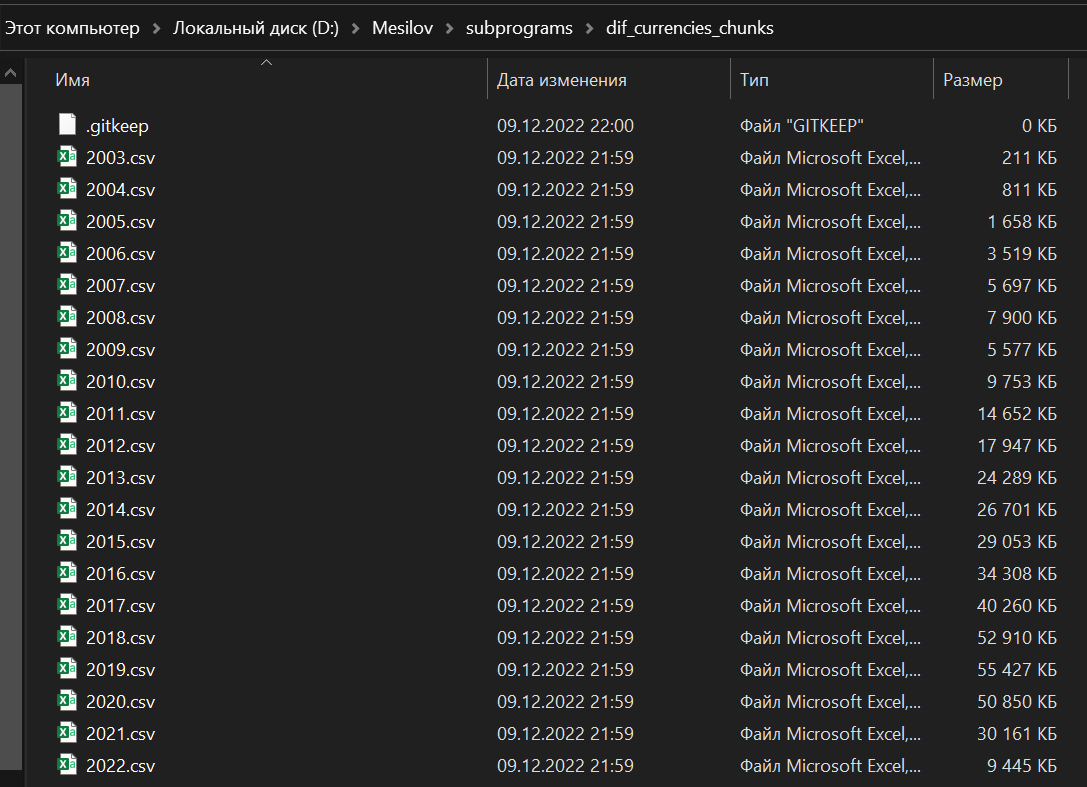 Этот компьютер > Локальный диск (D:) > Mesilov > subprograms > dif_currencies_chunks
Имя Дата изменения Тип Размер
.gitkeep 09.12.2022 22:00 Файл "GITKEEP" 0 КБ
2003.csv 09.12.2022 21:59 Файл Microsoft Excel,... 211 КБ
2004.csv 09.12.2022 21:59 Файл Microsoft Excel,... 811 КБ
2005.csv 09.12.2022 21:59 Файл Microsoft Excel,... 1 658 КБ
2006.csv 09.12.2022 21:59 Файл Microsoft Excel,... 3 519 КБ
2007.csv 09.12.2022 21:59 Файл Microsoft Excel,... 5 697 КБ
2008.csv 09.12.2022 21:59 Файл Microsoft Excel,... 7 900 КБ
2009.csv 09.12.2022 21:59 Файл Microsoft Excel,... 5 577 КБ
2010.csv 09.12.2022 21:59 Файл Microsoft Excel,... 9 753 КБ
2011.csv 09.12.2022 21:59 Файл Microsoft Excel,... 14 652 КБ
2012.csv 09.12.2022 21:59 Файл Microsoft Excel,... 17 947 КБ
2013.csv 09.12.2022 21:59 Файл Microsoft Excel,... 24 289 КБ
2014.csv 09.12.2022 21:59 Файл Microsoft Excel,... 26 701 КБ
2015.csv 09.12.2022 21:59 Файл Microsoft Excel,... 29 053 КБ
2016.csv 09.12.2022 21:59 Файл Microsoft Excel,... 34 308 КБ
2017.csv 09.12.2022 21:59 Файл Microsoft Excel,... 40 260 КБ
2018.csv 09.12.2022 21:59 Файл Microsoft Excel,... 52 910 КБ
2019.csv 09.12.2022 21:59 Файл Microsoft Excel,... 55 427 КБ
2020.csv 09.12.2022 21:59 Файл Microsoft Excel,... 50 850 КБ
2021.csv 09.12.2022 21:59 Файл Microsoft Excel,... 30 161 КБ
2022.csv 09.12.2022 21:59 Файл Microsoft Excel,... 9 445 КБ